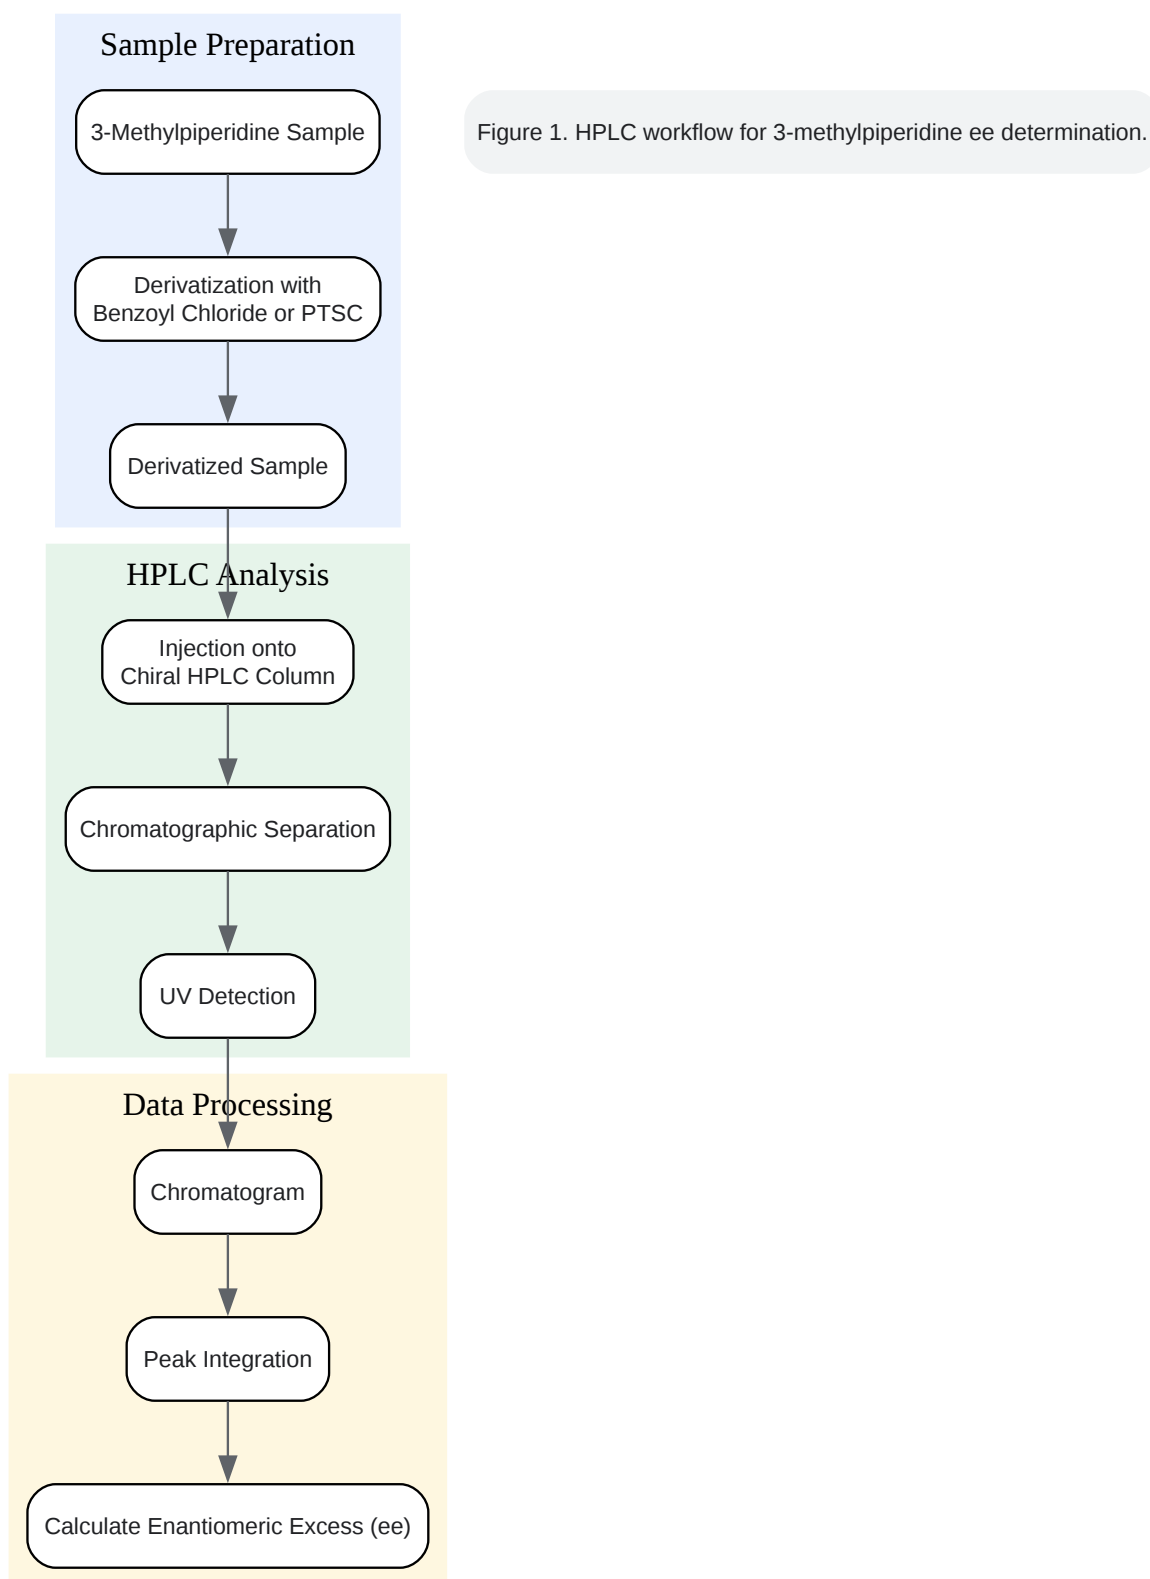 Sample Preparation
3-Methylpiperidine Sample
Figure 1. HPLC workflow for 3-methylpiperidine ee determination.
Derivatization with
Benzoyl Chloride or PTSC
Derivatized Sample
HPLC Analysis
Injection onto
Chiral HPLC Column
Chromatographic Separation
UV Detection
Data Processing
Chromatogram
Peak Integration
Calculate Enantiomeric Excess (ee)